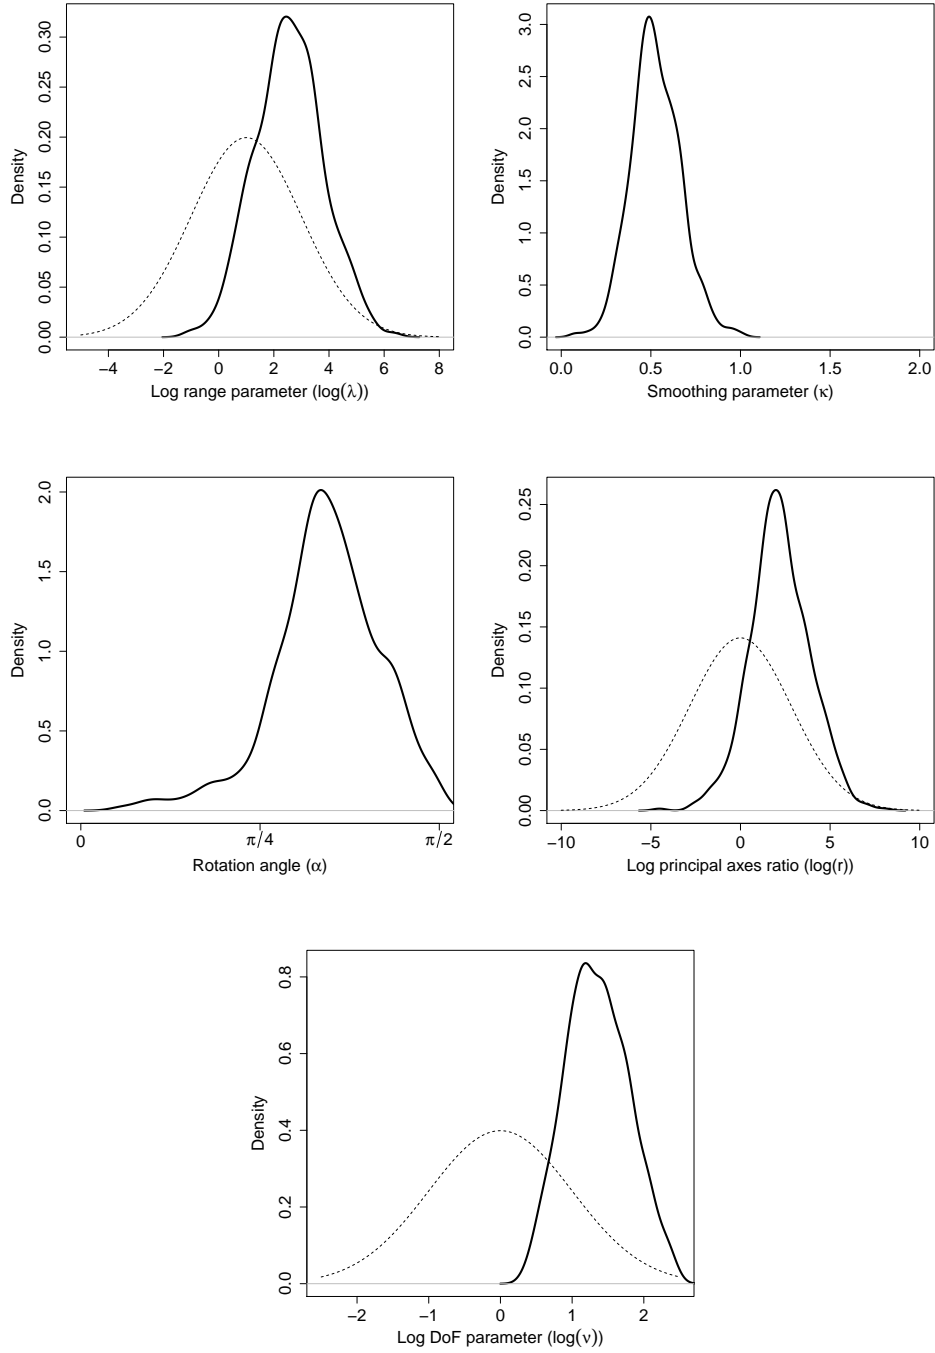 Density
0.00 0.05 0.10 0.15 0.20 0.25 0.30
−4 −2 0 2 4 6 8
Log range parameter (log(λ))
Density
0.0 0.5 1.0 1.5 2.0 2.5 3.0
0.0 0.5 1.0 1.5 2.0
Smoothing parameter (κ)
Density
0.0 0.5 1.0 1.5 2.0
0 π/4 π/2
Rotation angle (α)
Density
0.00 0.05 0.10 0.15 0.20 0.25
−10 −5 0 5 10
Log principal axes ratio (log(r))
Density
0.0 0.2 0.4 0.6 0.8
−2 −1 0 1 2
Log DoF parameter (log(ν))